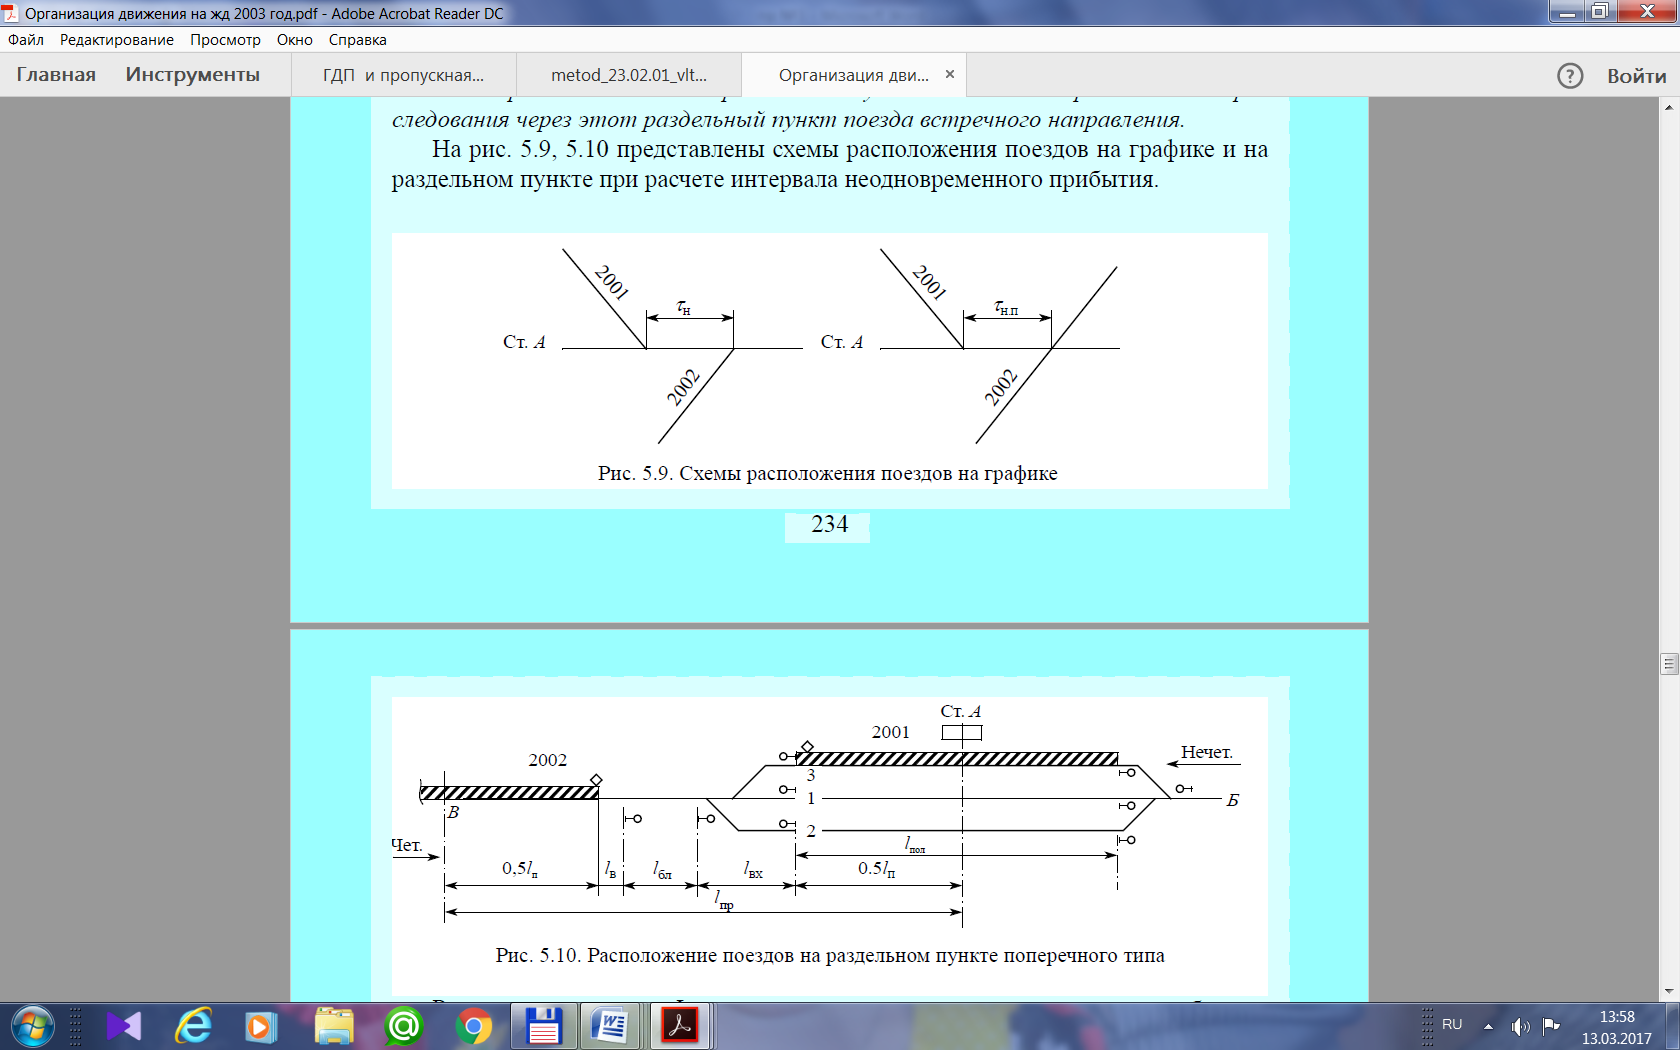 Организация движения на жд 2003 год.pdf - Adobe Acrobat Reader DC
Файл Редактирование Просмотр Окно Справка
Главная Инструменты ГДП и пропускная... metod_23.02.01_vlt... Организация дви... × ? Войти
следования через этот раздельный пункт поезда встречного направления.
На рис. 5.9, 5.10 представлены схемы расположения поездов на графике и на
раздельном пункте при расчете интервала неодновременного прибытия.
2001 2001
τн τн.п
Ст. А Ст. А
2002 2002
Рис. 5.9. Схемы расположения поездов на графике
234
Ст. А
2001
2002 Нечет.
3
В 1 Б
2
Чет. lпол
0,5lп lв lбл lвх 0.5lп
lпр
Рис. 5.10. Расположение поездов на раздельном пункте поперечного типа
RU 13:58
13.03.2017